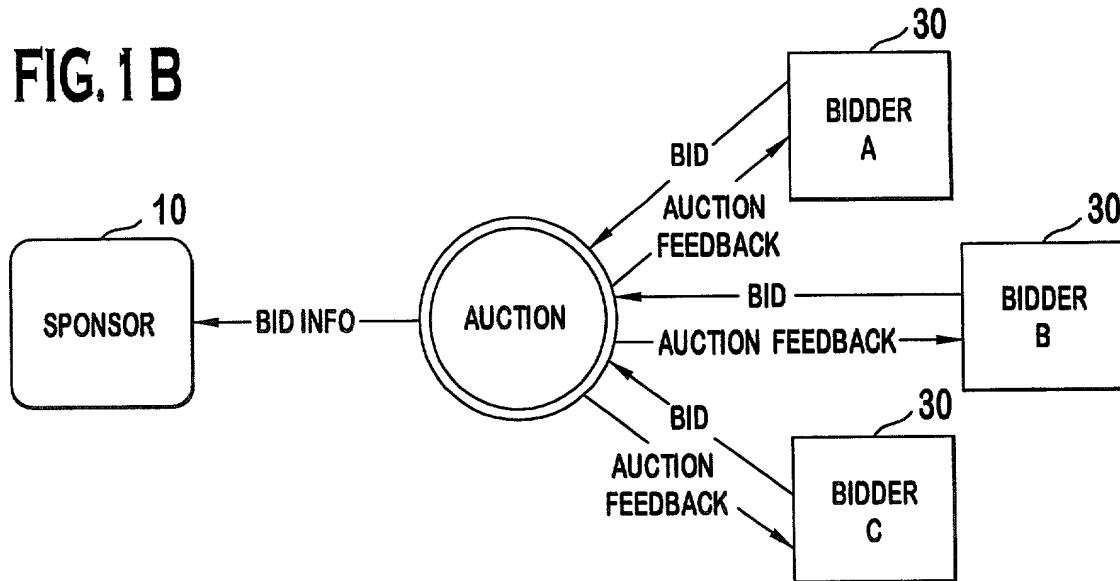 FIG. 1 B
30
BIDDER
A
BID
AUCTION
FEEDBACK
10
SPONSOR
BID INFO
AUCTION
30
BID
BIDDER
B
AUCTION FEEDBACK
30
BID
AUCTION
FEEDBACK
BIDDER
C